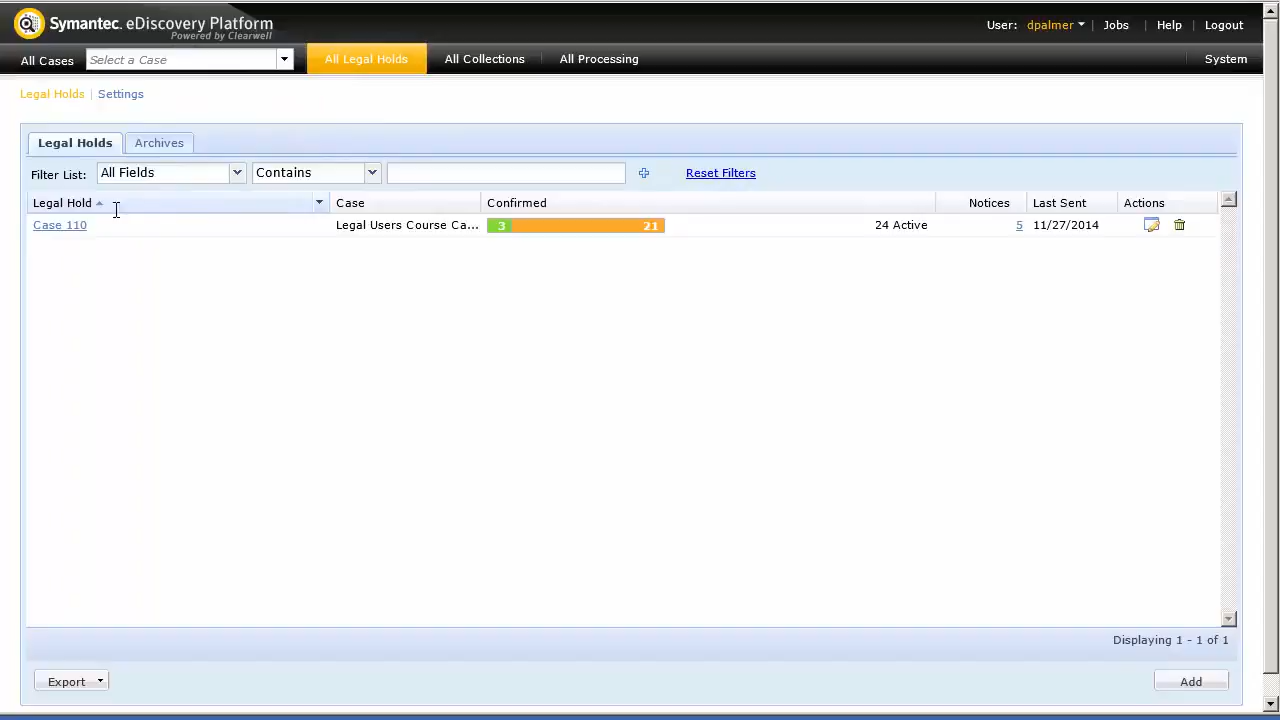 Symantec. eDiscovery Platform
Powered by Clearwell
User: dpalmer Jobs Help Logout
All Cases Select a Case All Legal Holds All Collections All Processing System
Legal Holds | Settings
Legal Holds Archives
Filter List: All Fields Contains Reset Filters
Legal Hold Case Confirmed Notices Last Sent Actions
Case 110 Legal Users Course Ca... 3 21 24 Active 5 11/27/2014
Displaying 1 - 1 of 1
Export Add